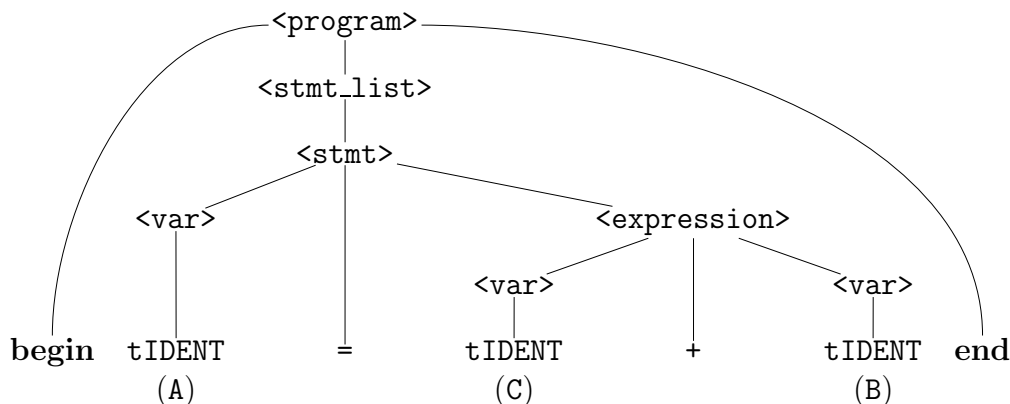 <program>
<stmt_list>
<stmt>
<var> <expression>
<var> <var>
begin tIDENT = tIDENT + tIDENT end
(A) (C) (B)